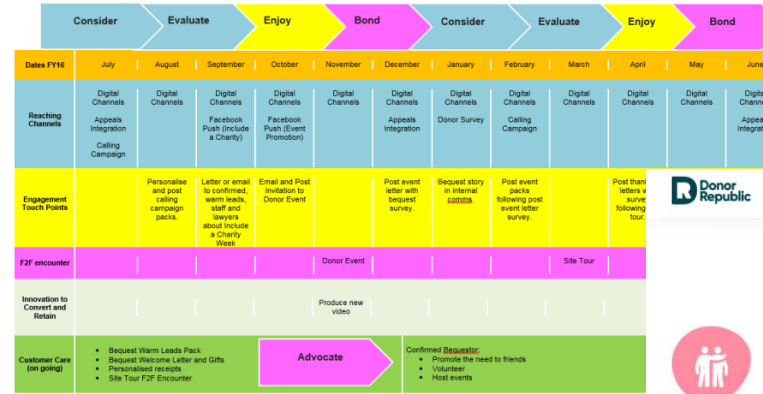 Consider Evaluate Enjoy Bond Consider Evaluate Enjoy Bond
Dates FY16 July August September October November December January February March April May June
Reaching Channels
Digital Channels
Appeals Integration
Calling Campaign
Digital Channels
Digital Channels
Facebook Push (Include a Charity)
Digital Channels
Facebook Push (Event Promotion)
Digital Channels
Digital Channels
Appeals Integration
Digital Channels
Donor Survey
Digital Channels
Calling Campaign
Digital Channels
Digital Channels
Digital Channels
Engagement Touch Points
Personalise and post calling campaign packs.
Letter or email to confirmed, warm leads, staff and lawyers about Include a Charity Week
Email and Post Invitation to Donor Event
Post event letter with bequest survey.
Bequest story in internal comms.
Post event packs following post event letter survey.
Post
letters
following
tour.
Donor
Republic
F2F encounter
Donor Event
Site Tour
Innovation to Convert and Retain
Produce new video
Customer Care (on going)
• Bequest Warm Leads Pack
• Bequest Welcome Letter and Gifts
• Personalised receipts
• Site Tour F2F Encounter
Advocate
Confirmed Bequestor:
• Promote the need to friends
• Volunteer
• Host events